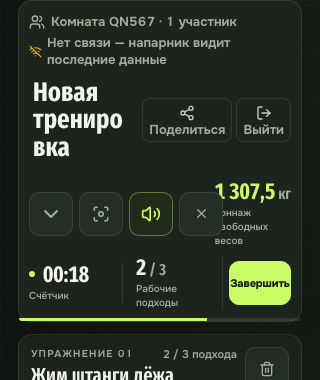 Комната QN567 · 1 участник
Нет связи — напарник видит
последние данные
Новая
трениро
вка
Поделиться
Выйти
1 307,5 кг
оннаж
вободных
весов
00:18
Счётчик
2 / 3
Рабочие
подходы
Завершить
УПРАЖНЕНИЕ 01
2 / 3 подхода
Жим штанги лёжа